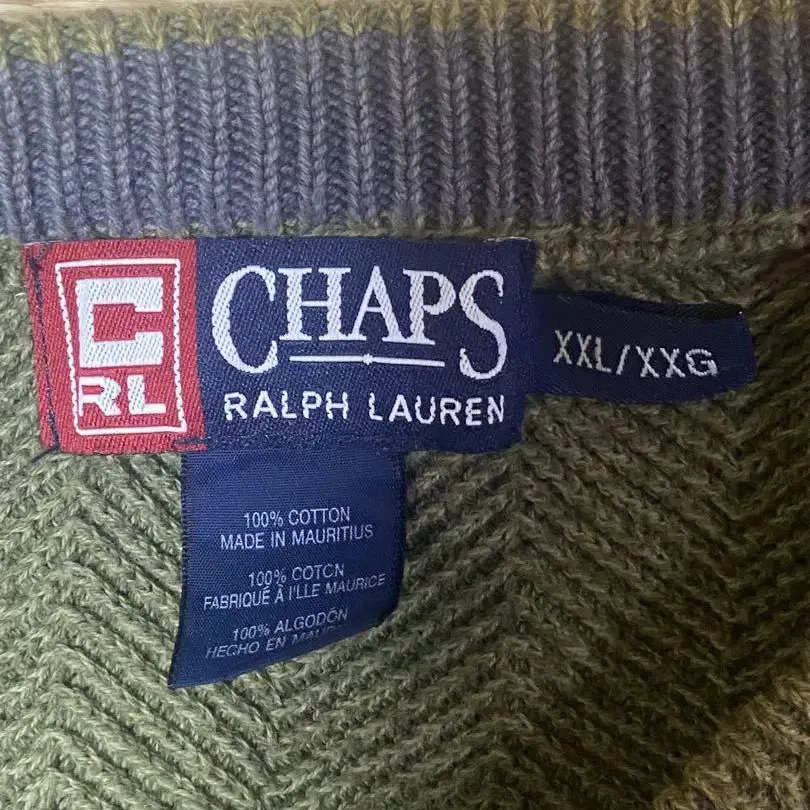 C
RL
CHAPS
RALPH LAUREN
XXL/XXG
100% COTTON
MADE IN MAURITIUS
100% COTCN
FABRIQUÉ À I'LLE MAURICE
100% ALGODÓN
HECHO EN